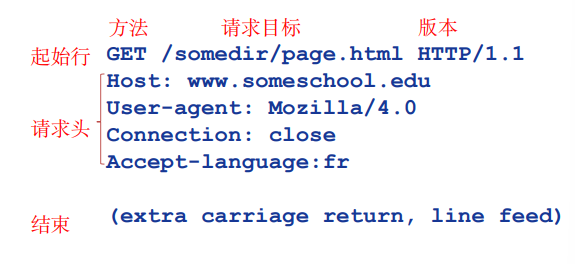 方法 请求目标 版本
起始行 GET /somedir/page.html HTTP/1.1
Host: www.someschool.edu
User-agent: Mozilla/4.0
请求头
Connection: close
Accept-language:fr
结束 (extra carriage return, line feed)